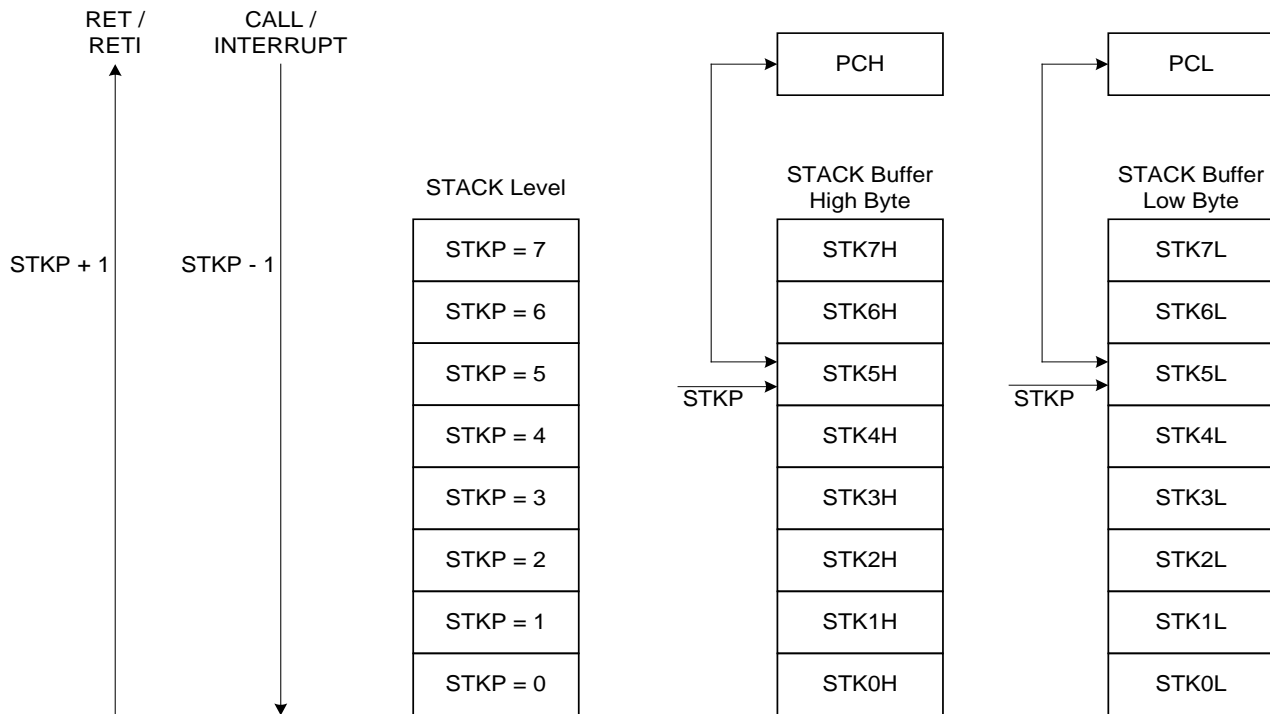 RET /
RETI
CALL /
INTERRUPT
PCH
PCL
STACK Level
STACK Buffer
High Byte
STACK Buffer
Low Byte
STKP + 1
STKP - 1
STKP = 7
STKP = 6
STKP = 5
STKP = 4
STKP = 3
STKP = 2
STKP = 1
STKP = 0
STKP
STK7H
STK6H
STK5H
STK4H
STK3H
STK2H
STK1H
STK0H
STKP
STK7L
STK6L
STK5L
STK4L
STK3L
STK2L
STK1L
STK0L